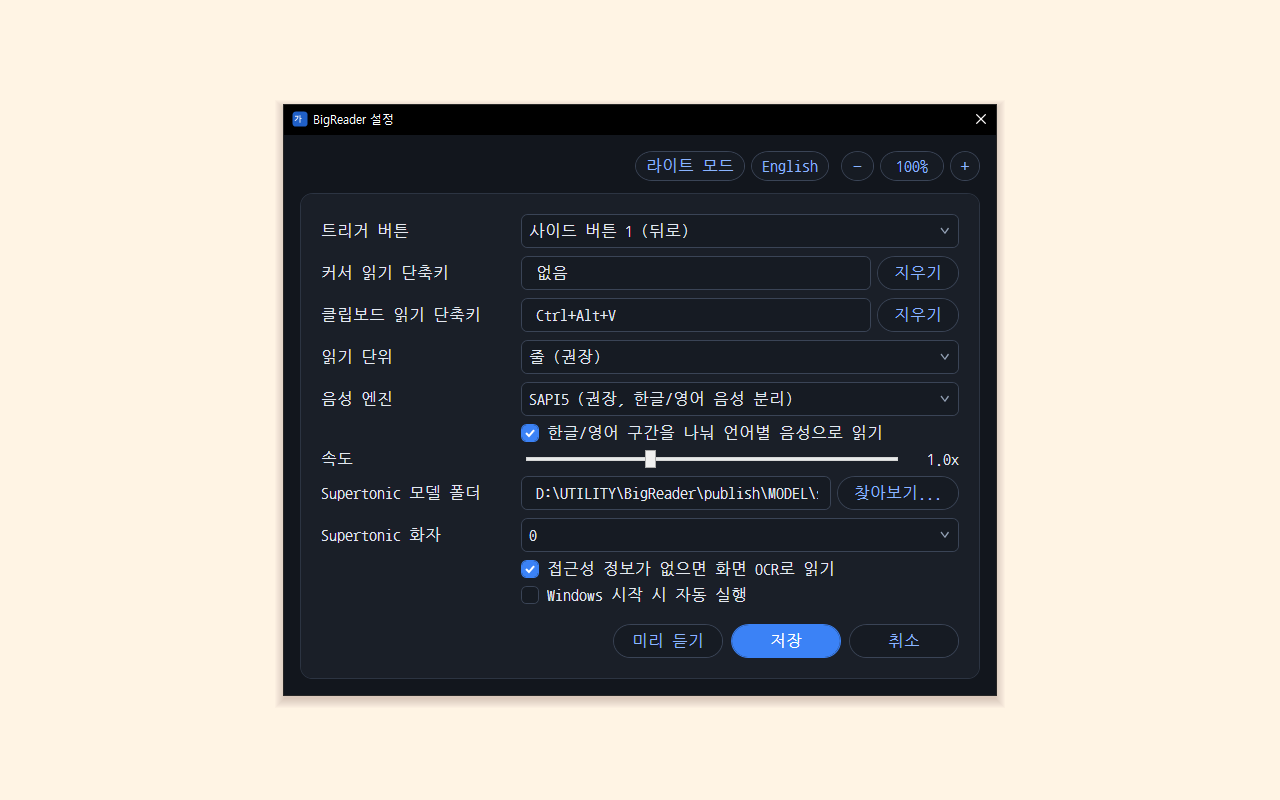 가 BigReader 설정
라이트 모드 English − 100% +
트리거 버튼 사이드 버튼 1 (뒤로)
커서 읽기 단축키 없음 지우기
클립보드 읽기 단축키 Ctrl+Alt+V 지우기
읽기 단위 줄 (권장)
음성 엔진 SAPI5 (권장, 한글/영어 음성 분리)
한글/영어 구간을 나눠 언어별 음성으로 읽기
속도 1.0x
Supertonic 모델 폴더 D:\UTILITY\BigReader\publish\MODEL\ 찾아보기...
Supertonic 화자 0
접근성 정보가 없으면 화면 OCR로 읽기
Windows 시작 시 자동 실행
미리 듣기 저장 취소